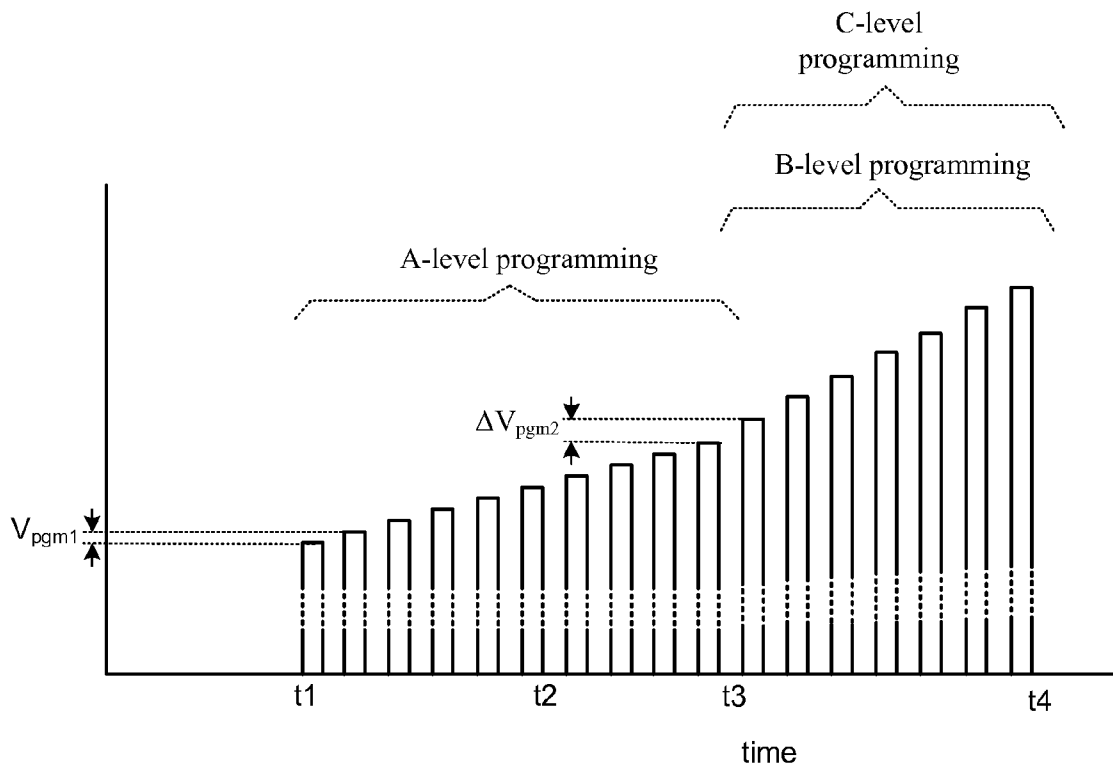 C-level
programming
B-level programming
A-level programming
ΔVpgm2
Vpgm1
t1 t2 t3 t4
time